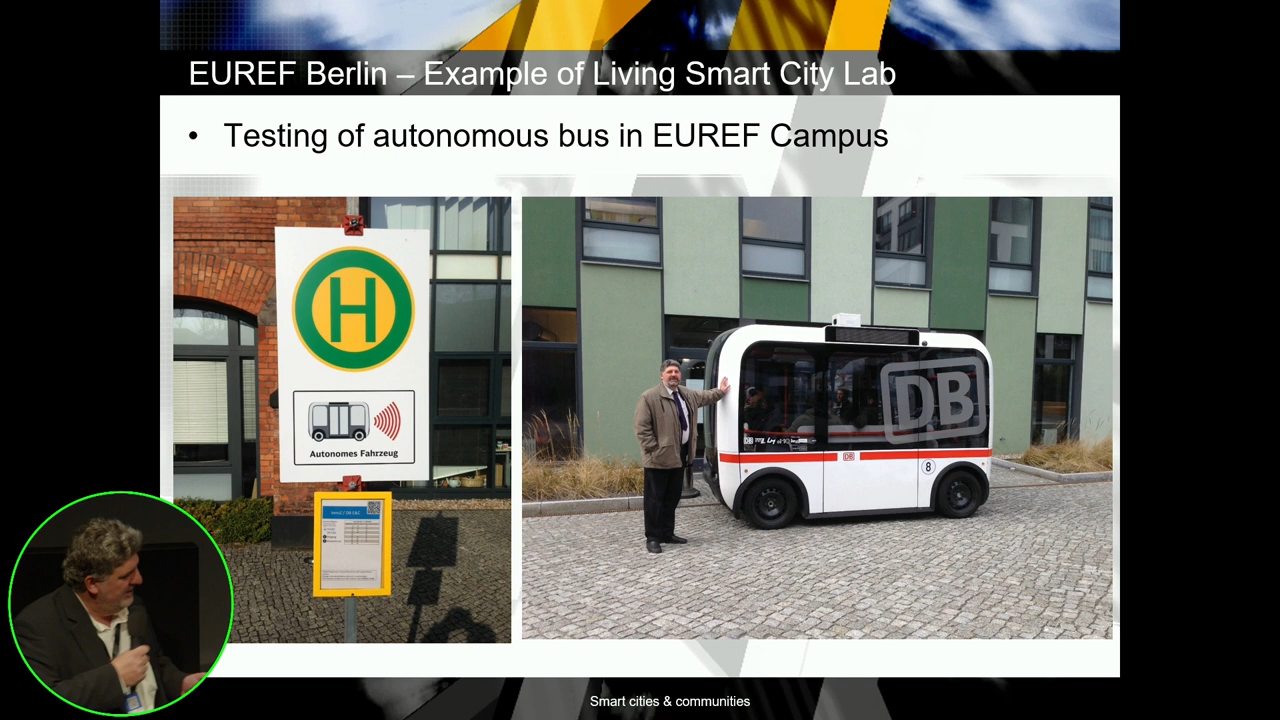 EUREF Berlin – Example of Living Smart City Lab
• Testing of autonomous bus in EUREF Campus
H
Autonomes Fahrzeug
DB
DB
8
Smart cities & communities